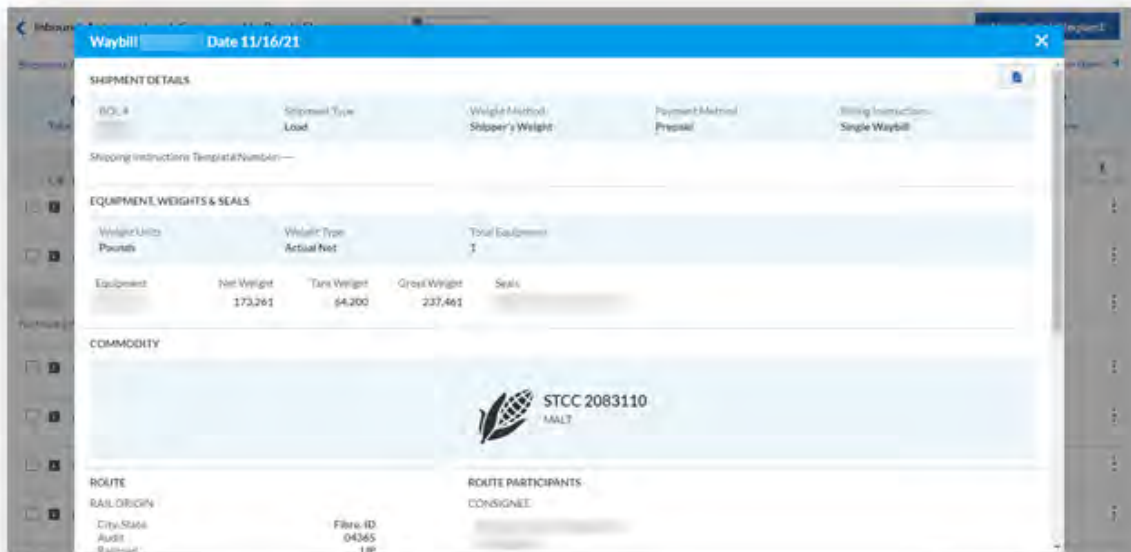 Inbound
Waybill Date 11/16/21
SHIPMENT DETAILS
BOL # Shipment Type Weight Method Payment Method Billing Instructions
Load Shipper's Weight Prepaid Single Waybill
Shipping Instructions Template Number: —
EQUIPMENT, WEIGHTS & SEALS
Weight Units Weight Type Total Equipment
Pounds Actual Net 1
Equipment Net Weight Tare Weight Gross Weight Seals
173,261 64,200 237,461
COMMODITY
STCC 2083110
MALT
ROUTE ROUTE PARTICIPANTS
RAIL ORIGIN CONSIGNEE
City, State Fibre, ID
Audit 04365
Railroad UP